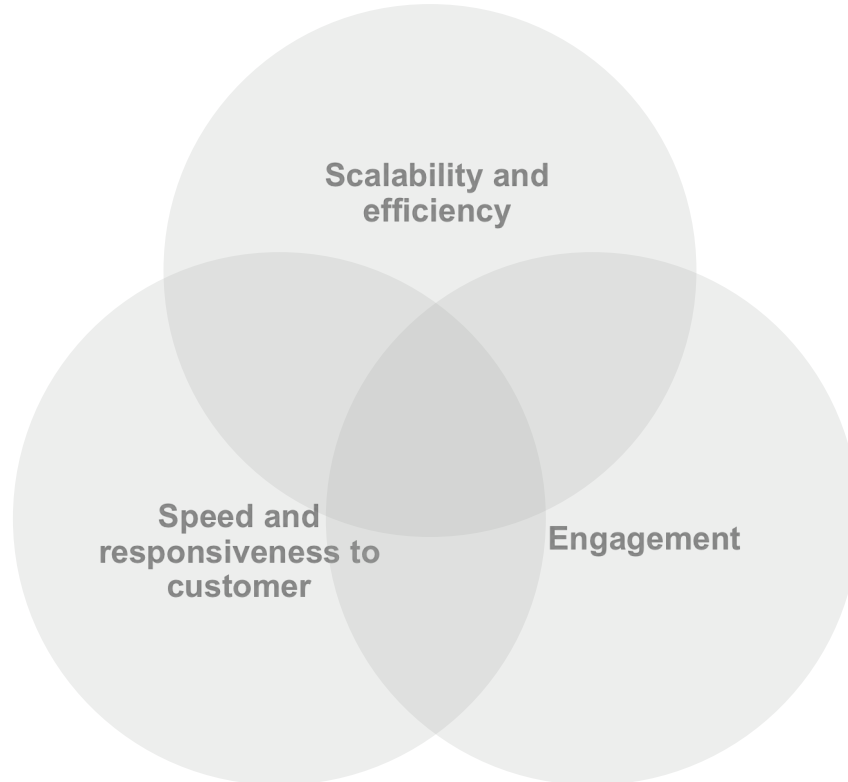 Scalability and
efficiency
Speed and
responsiveness to
customer
Engagement